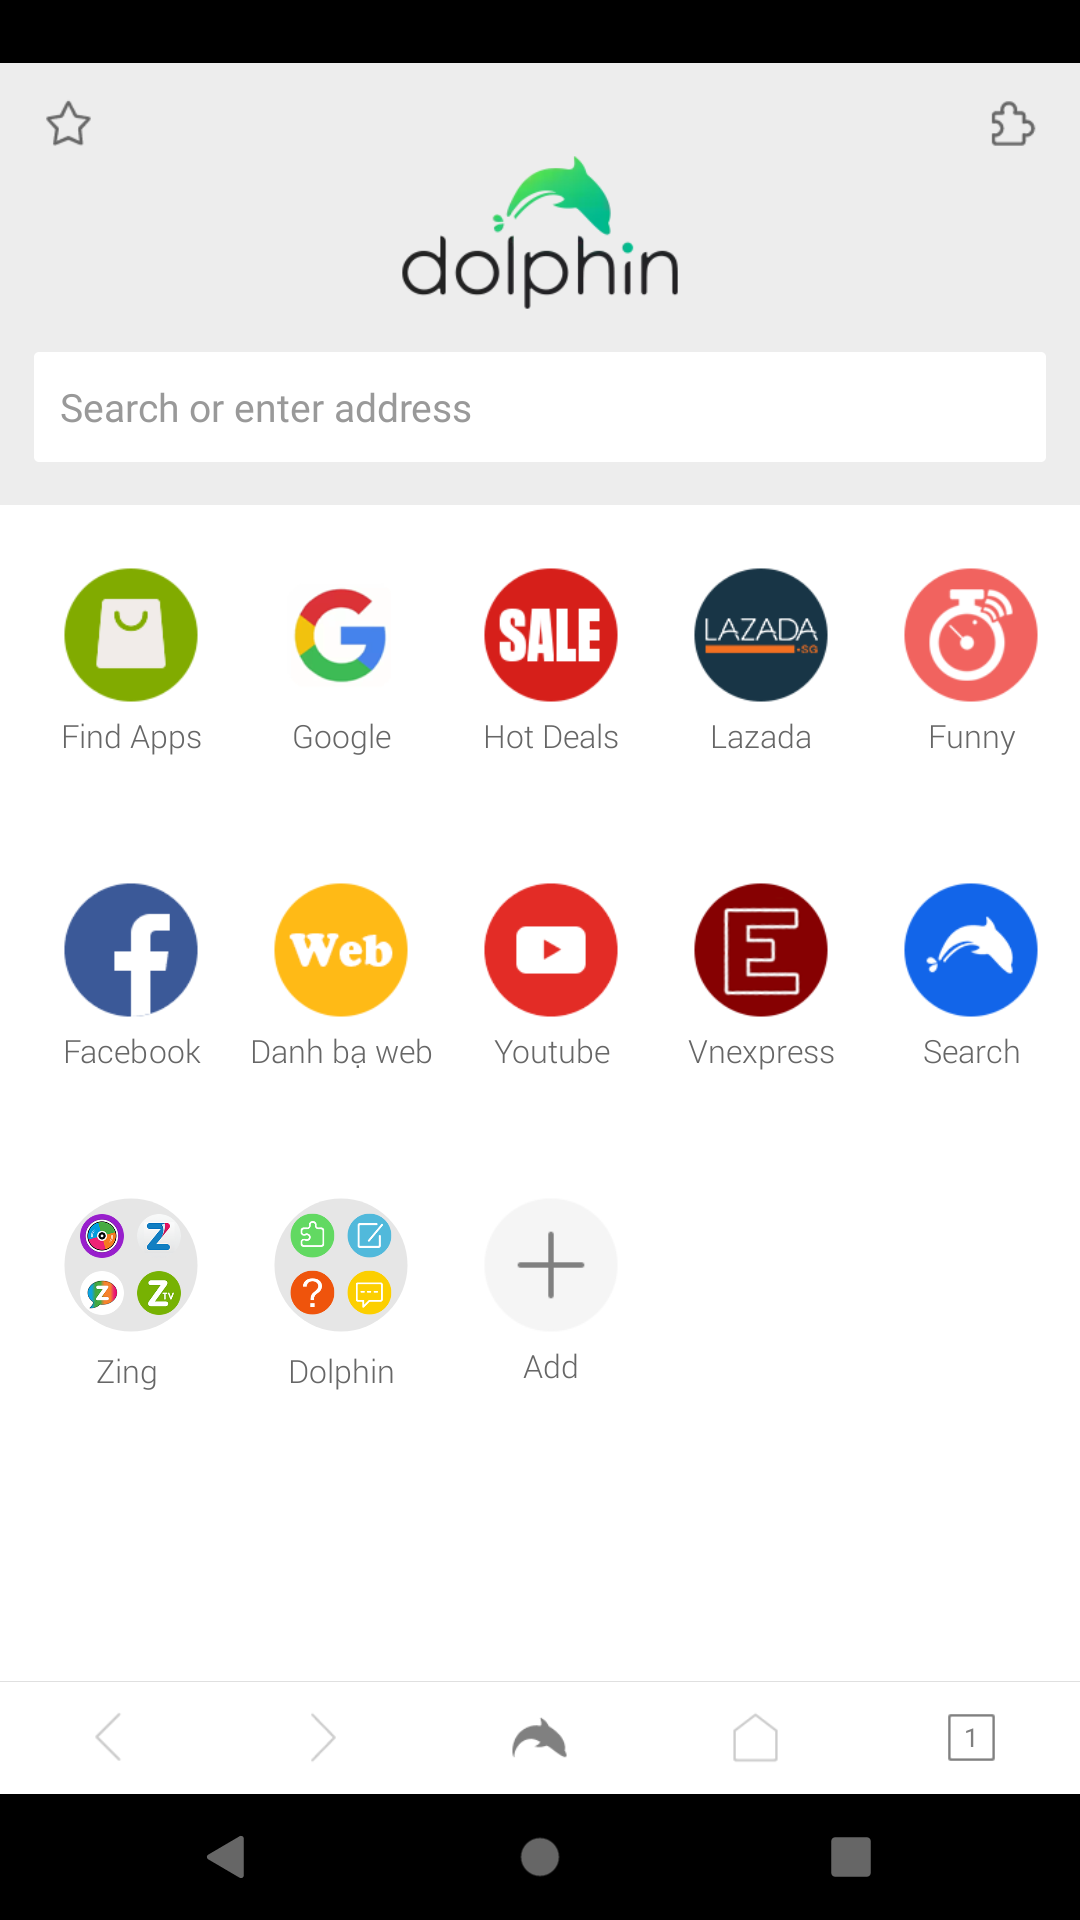 dolphin
Search or enter address
SALE
LAZADA
.SG
Find Apps
Google
Hot Deals
Lazada
Funny
f
Web
E
Facebook
Danh bạ web
Youtube
Vnexpress
Search
Z
Z
Z TV
?
Zing
Dolphin
Add
1